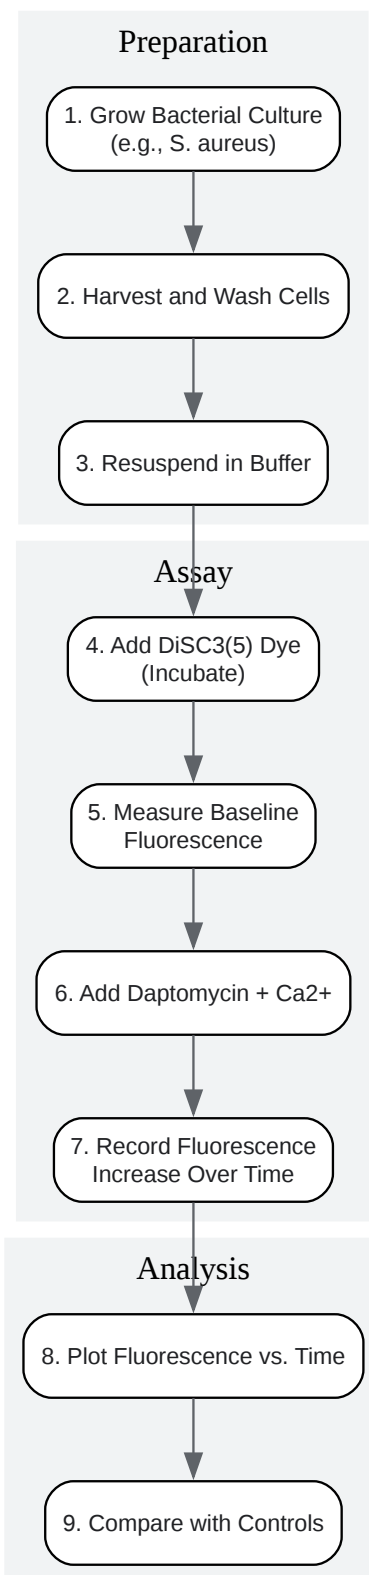 Preparation
1. Grow Bacterial Culture
(e.g., S. aureus)
2. Harvest and Wash Cells
3. Resuspend in Buffer
Assay
4. Add DiSC3(5) Dye
(Incubate)
5. Measure Baseline
Fluorescence
6. Add Daptomycin + Ca2+
7. Record Fluorescence
Increase Over Time
Analysis
8. Plot Fluorescence vs. Time
9. Compare with Controls